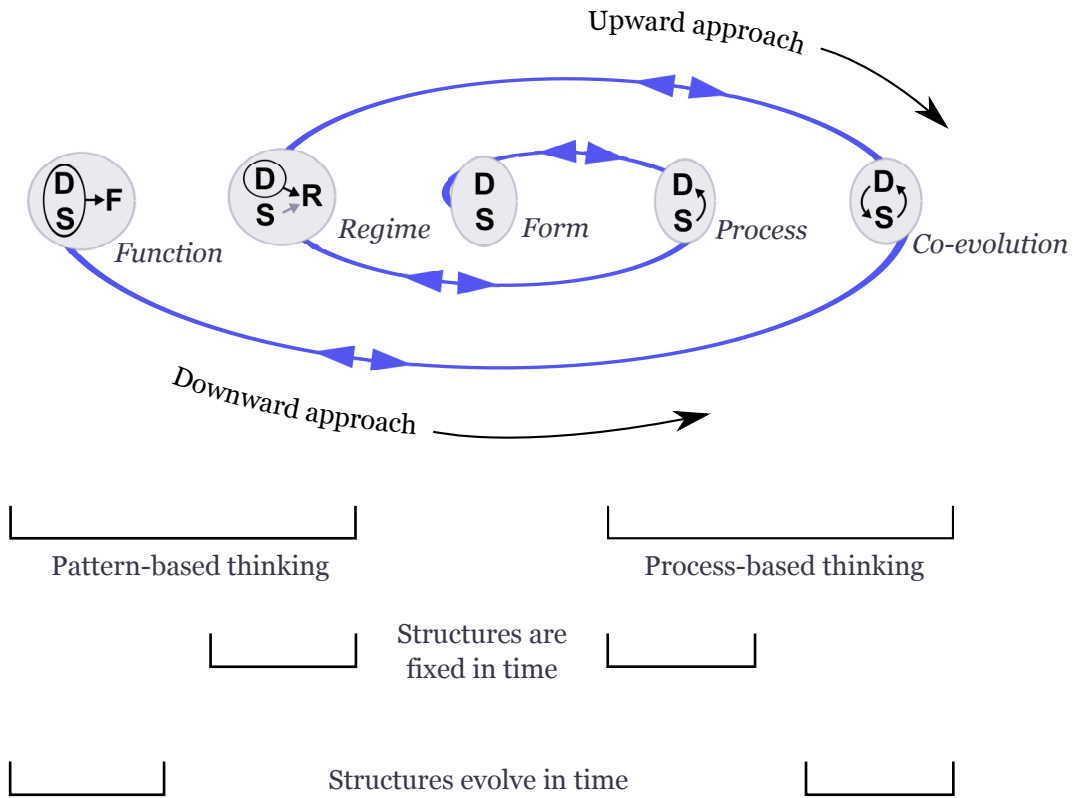 Upward approach
D
S
F
Function
D
S
R
Regime
D
S
Form
D
S
Process
D
S
Co-evolution
Downward approach
Pattern-based thinking
Process-based thinking
Structures are
fixed in time
Structures evolve in time